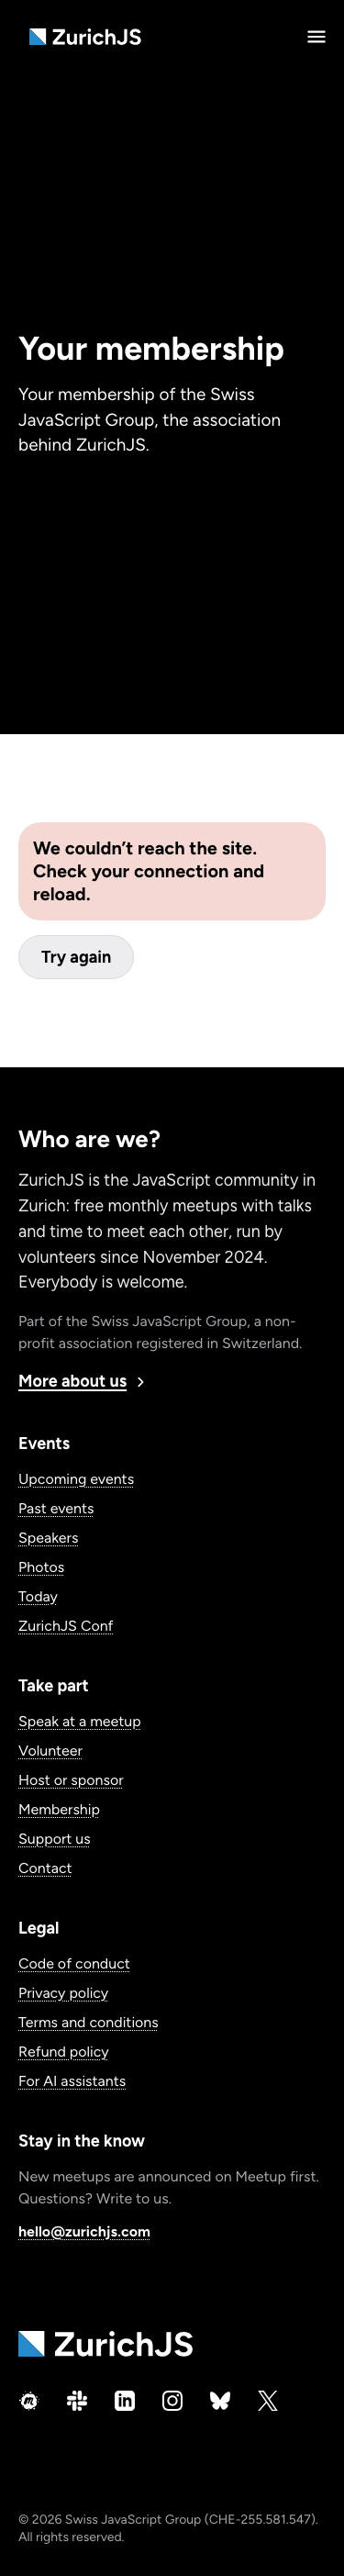 ZurichJS
Your membership
Your membership of the Swiss
JavaScript Group, the association
behind ZurichJS.
We couldn’t reach the site.
Check your connection and
reload.
Try again
Who are we?
ZurichJS is the JavaScript community in
Zurich: free monthly meetups with talks
and time to meet each other, run by
volunteers since November 2024.
Everybody is welcome.
Part of the Swiss JavaScript Group, a non-
profit association registered in Switzerland.
More about us
Events
Upcoming events
Past events
Speakers
Photos
Today
ZurichJS Conf
Take part
Speak at a meetup
Volunteer
Host or sponsor
Membership
Support us
Contact
Legal
Code of conduct
Privacy policy
Terms and conditions
Refund policy
For AI assistants
Stay in the know
New meetups are announced on Meetup first.
Questions? Write to us.
hello@zurichjs.com
ZurichJS
© 2026 Swiss JavaScript Group (CHE-255.581.547).
All rights reserved.